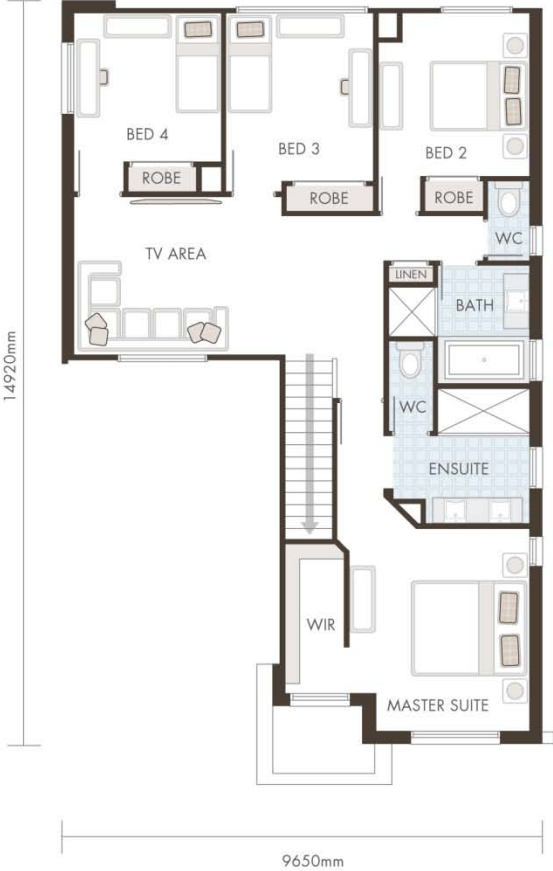 BED 4
BED 3
BED 2
ROBE
ROBE
ROBE
WC
TV AREA
LINEN
BATH
14920mm
WC
ENSUITE
WIR
MASTER SUITE
9650mm